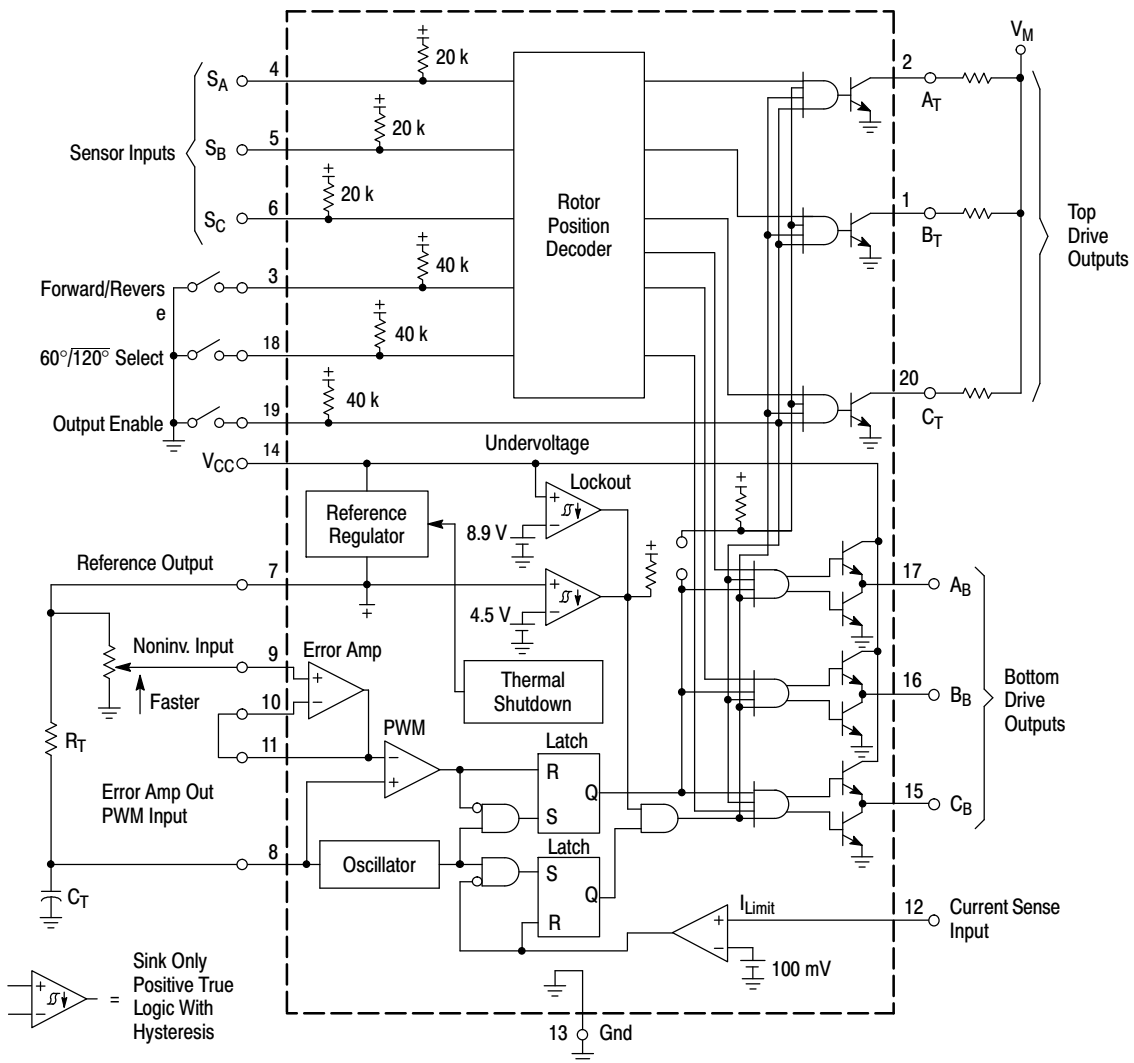 V_M
20 k
4
S_A
2
A_T
20 k
5
S_B
Sensor Inputs
20 k
6
S_C
Rotor
Position
Decoder
1
B_T
Top
Drive
Outputs
40 k
3
Forward/Revers
e
40 k
18
60°/1̅2̅0̅°̅ Select
40 k
19
Output Enable
20
C_T
14
V_CC
Undervoltage
Lockout
+
−
8.9 V
Reference
Regulator
Reference Output
7
+
−
4.5 V
17
A_B
Noninv. Input
9
Error Amp
+
−
Faster
10
Thermal
Shutdown
16
B_B
Bottom
Drive
Outputs
R_T
11
PWM
−
+
Latch
R
Q
S
Error Amp Out
PWM Input
15
C_B
8
Oscillator
Latch
S
Q
R
C_T
I_Limit
+
−
12
Current Sense
Input
100 mV
+
−
=
Sink Only
Positive True
Logic With
Hysteresis
13
Gnd